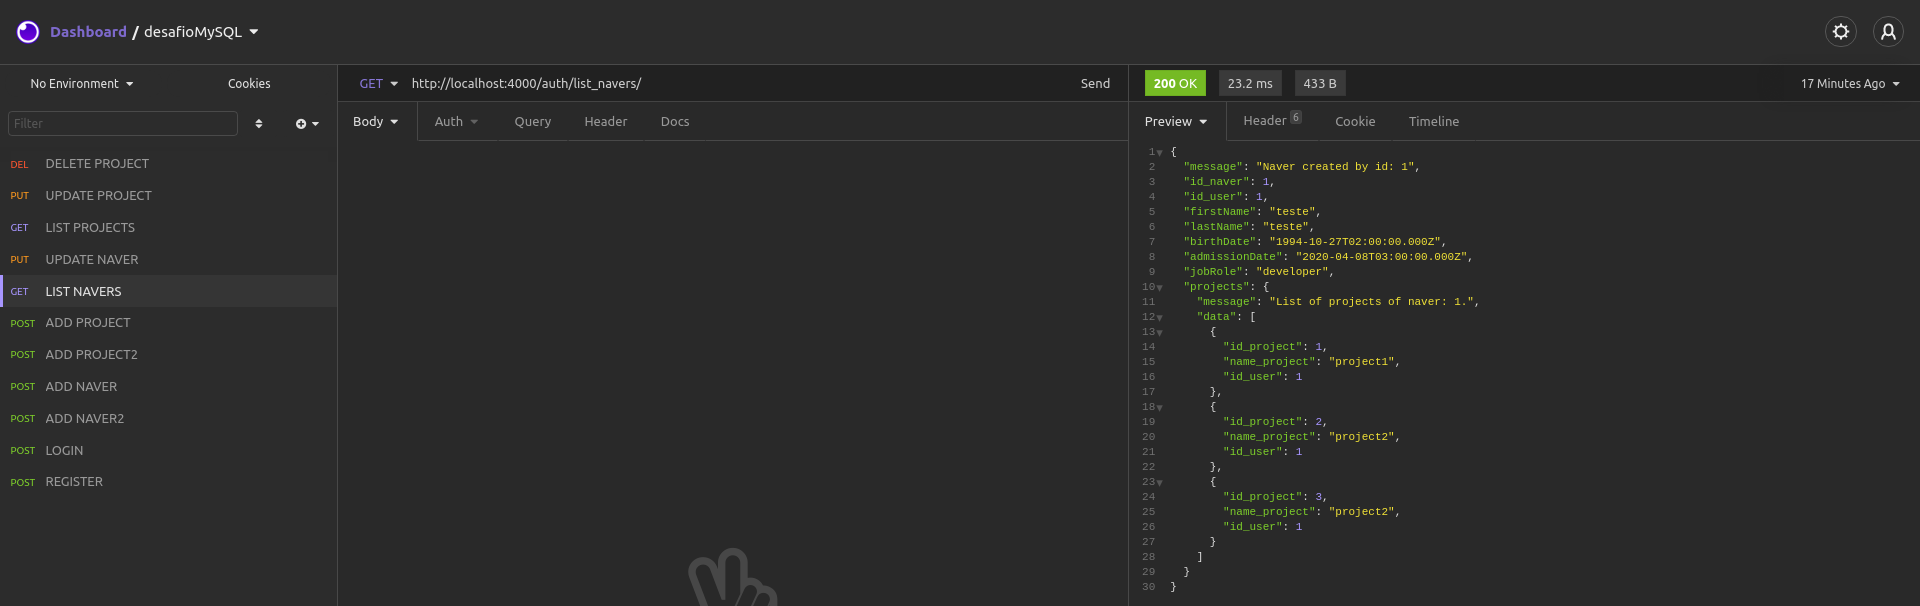 Dashboard / desafioMySQL
No Environment
Cookies
GET
http://localhost:4000/auth/list_navers/
Send
200 OK
23.2 ms
433 B
17 Minutes Ago
Filter
Body
Auth
Query
Header
Docs
Preview
Header 6
Cookie
Timeline
DEL DELETE PROJECT
PUT UPDATE PROJECT
GET LIST PROJECTS
PUT UPDATE NAVER
GET LIST NAVERS
POST ADD PROJECT
POST ADD PROJECT2
POST ADD NAVER
POST ADD NAVER2
POST LOGIN
POST REGISTER
1 {
2 "message": "Naver created by id: 1",
3 "id_naver": 1,
4 "id_user": 1,
5 "firstName": "teste",
6 "lastName": "teste",
7 "birthDate": "1994-10-27T02:00:00.000Z",
8 "admissionDate": "2020-04-08T03:00:00.000Z",
9 "jobRole": "developer",
10 "projects": {
11 "message": "List of projects of naver: 1.",
12 "data": [
13 {
14 "id_project": 1,
15 "name_project": "project1",
16 "id_user": 1
17 },
18 {
19 "id_project": 2,
20 "name_project": "project2",
21 "id_user": 1
22 },
23 {
24 "id_project": 3,
25 "name_project": "project2",
26 "id_user": 1
27 }
28 ]
29 }
30 }